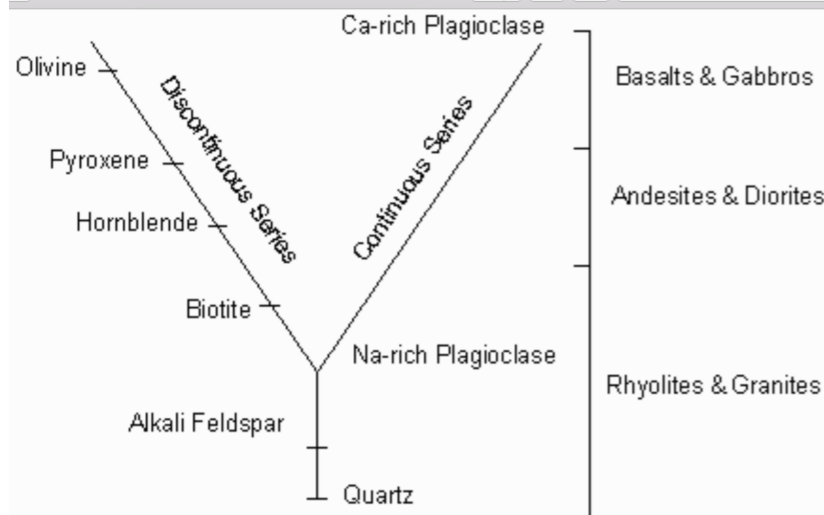 Ca-rich Plagioclase
Olivine
Discontinuous Series
Continuous Series
Basalts & Gabbros
Pyroxene
Andesites & Diorites
Hornblende
Biotite
Na-rich Plagioclase
Rhyolites & Granites
Alkali Feldspar
Quartz